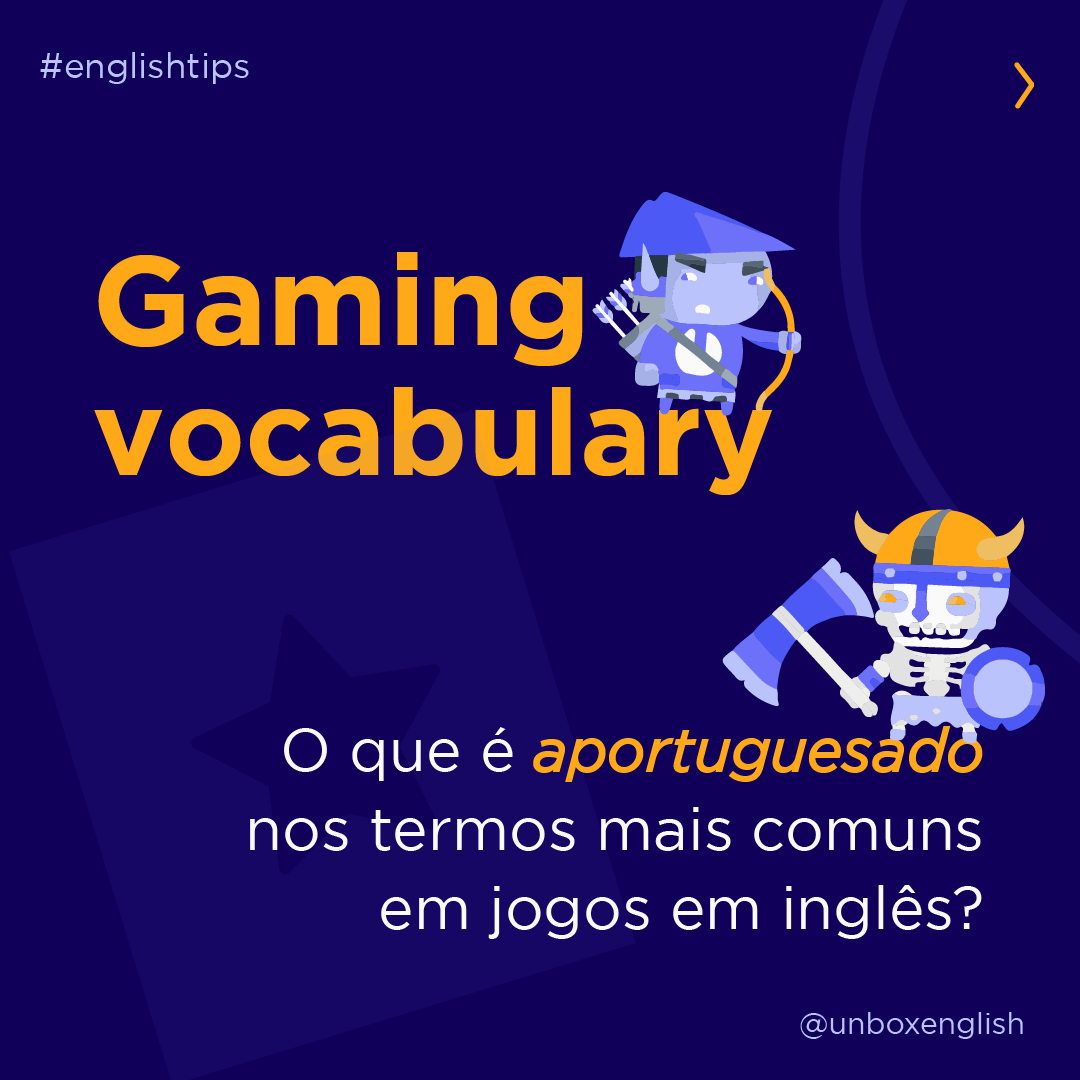 #englishtips
Gaming
vocabulary
O que é aportuguesado
nos termos mais comuns
em jogos em inglês?
@unboxenglish